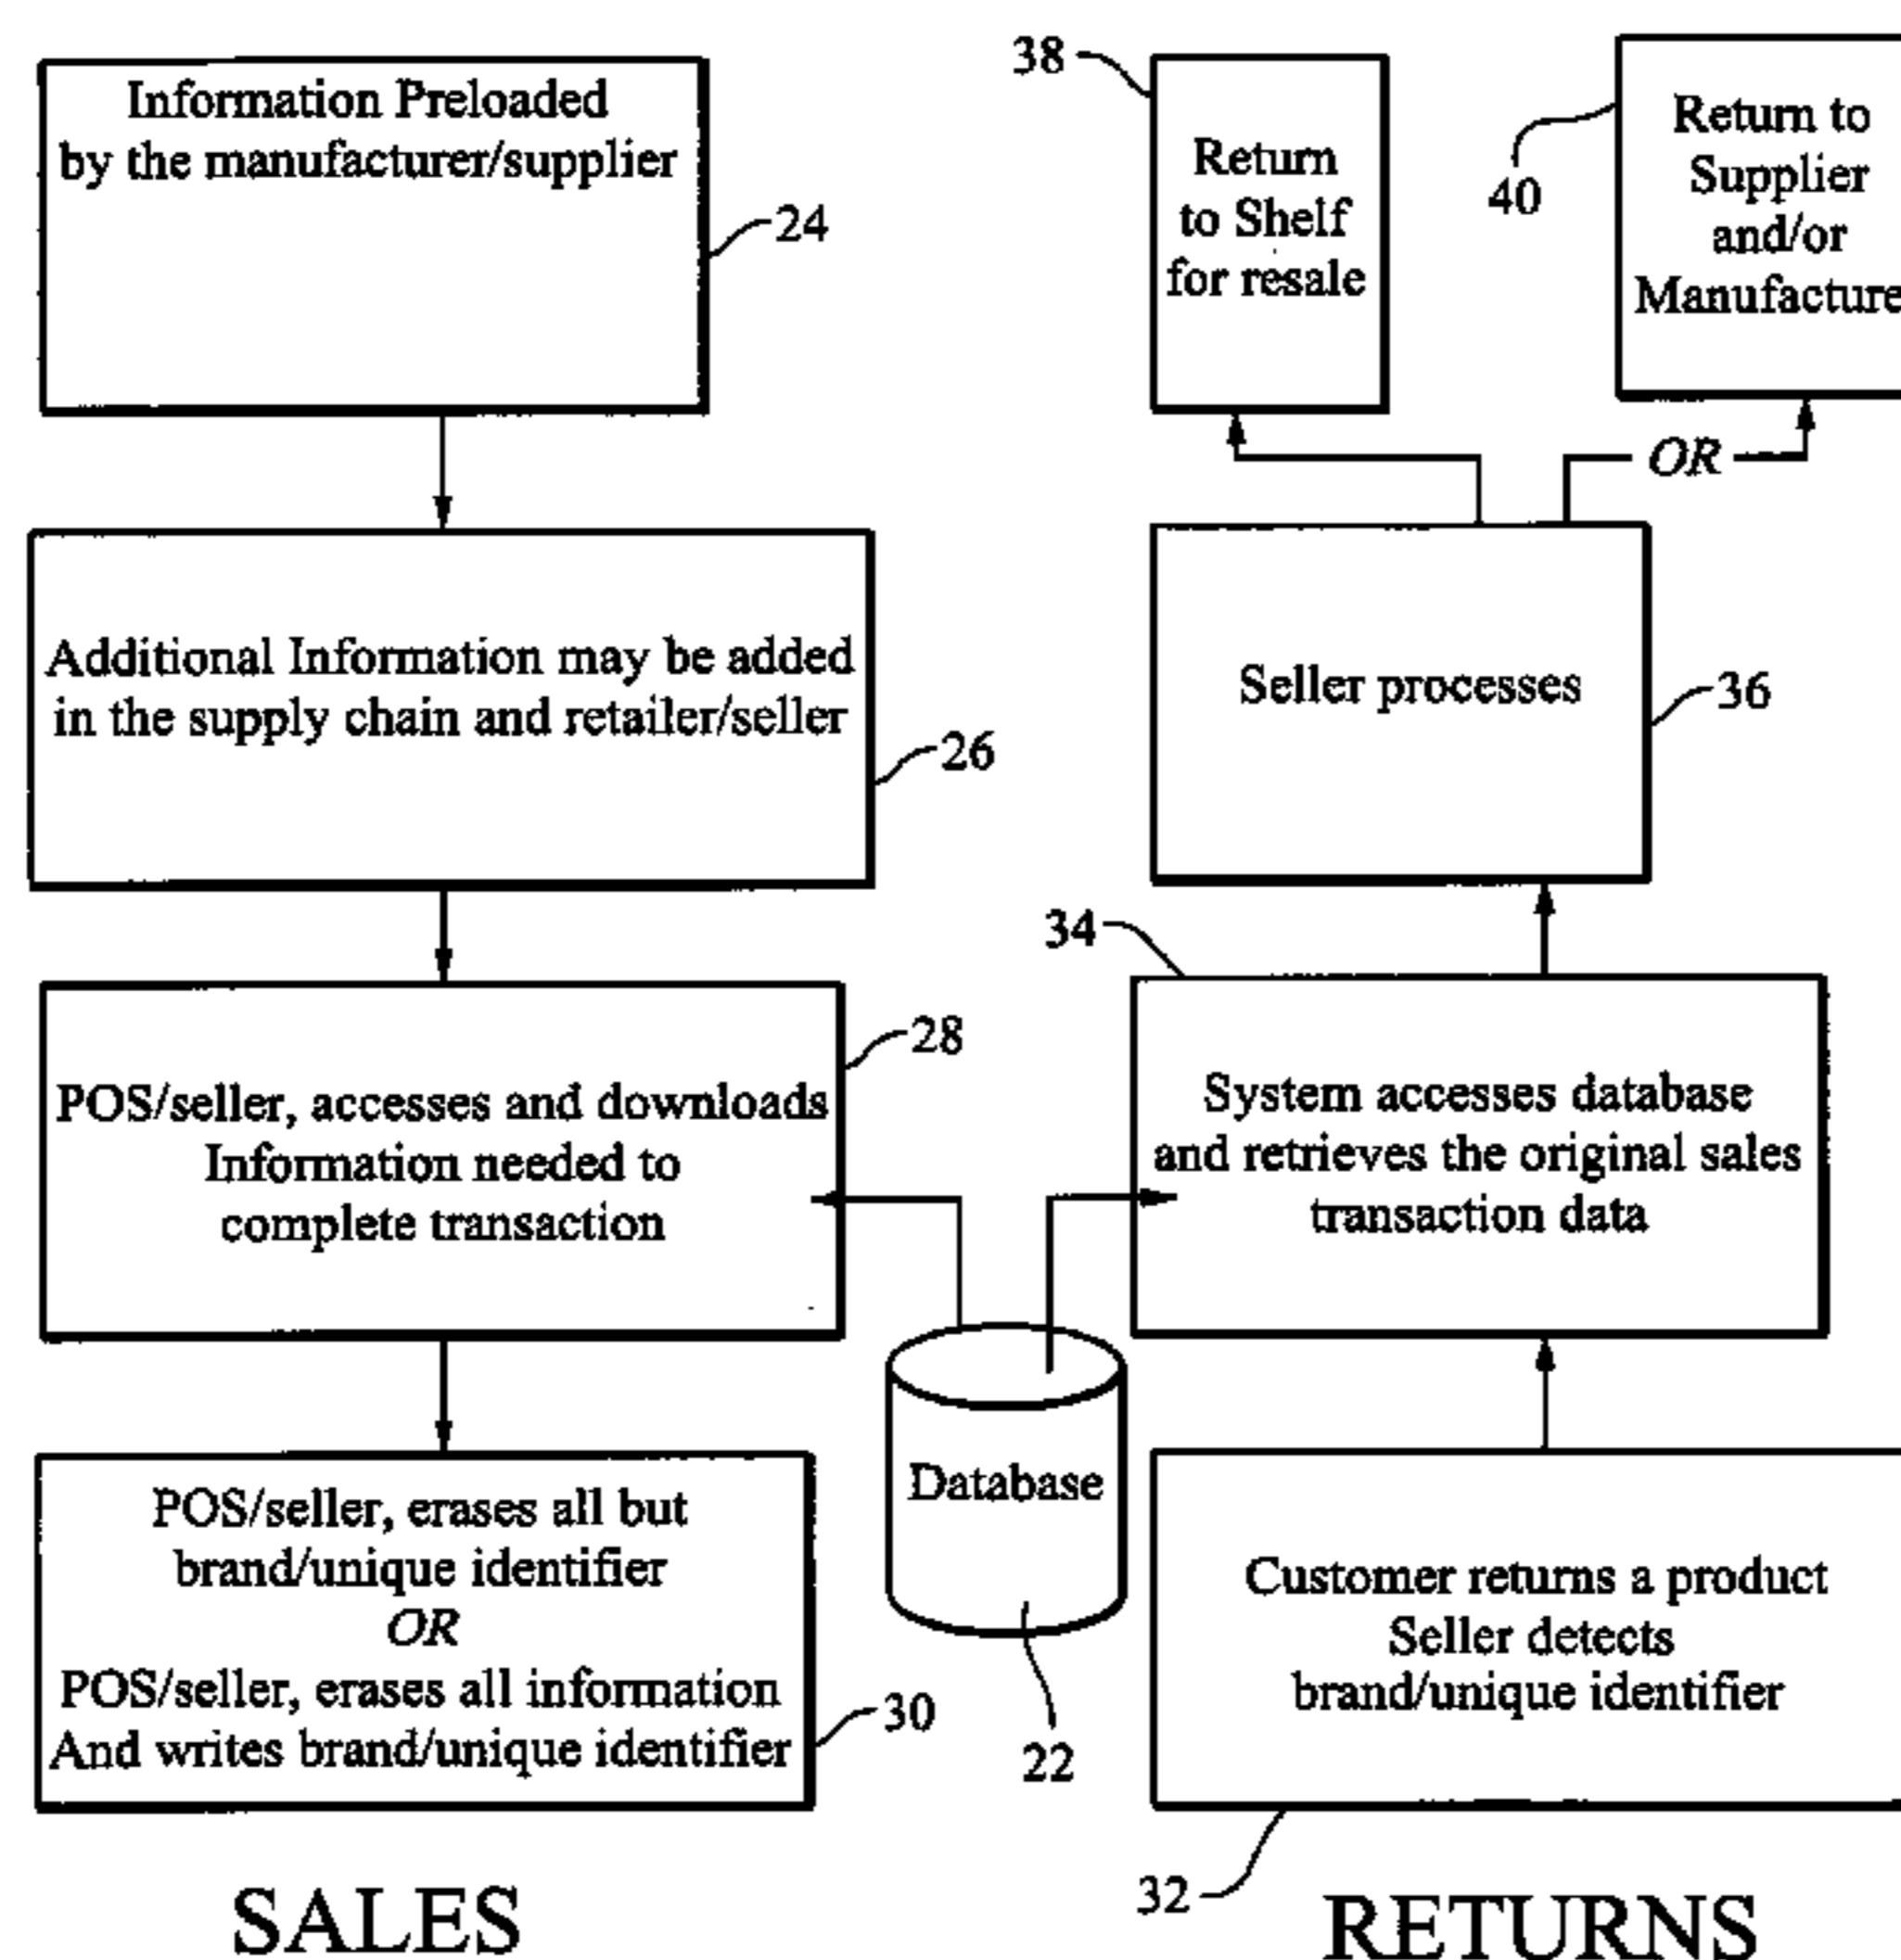 Information Preloaded
by the manufacturer/supplier
24
Additional Information may be added
in the supply chain and retailer/seller
26
POS/seller, accesses and downloads
Information needed to
complete transaction
28
POS/seller, erases all but
brand/unique identifier
OR
POS/seller, erases all information
And writes brand/unique identifier
30
SALES
Database
22
38
Return
to Shelf
for resale
40
Return to
Supplier
and/or
Manufacture
OR
Seller processes
36
34
System accesses database
and retrieves the original sales
transaction data
Customer returns a product
Seller detects
brand/unique identifier
32
RETURNS